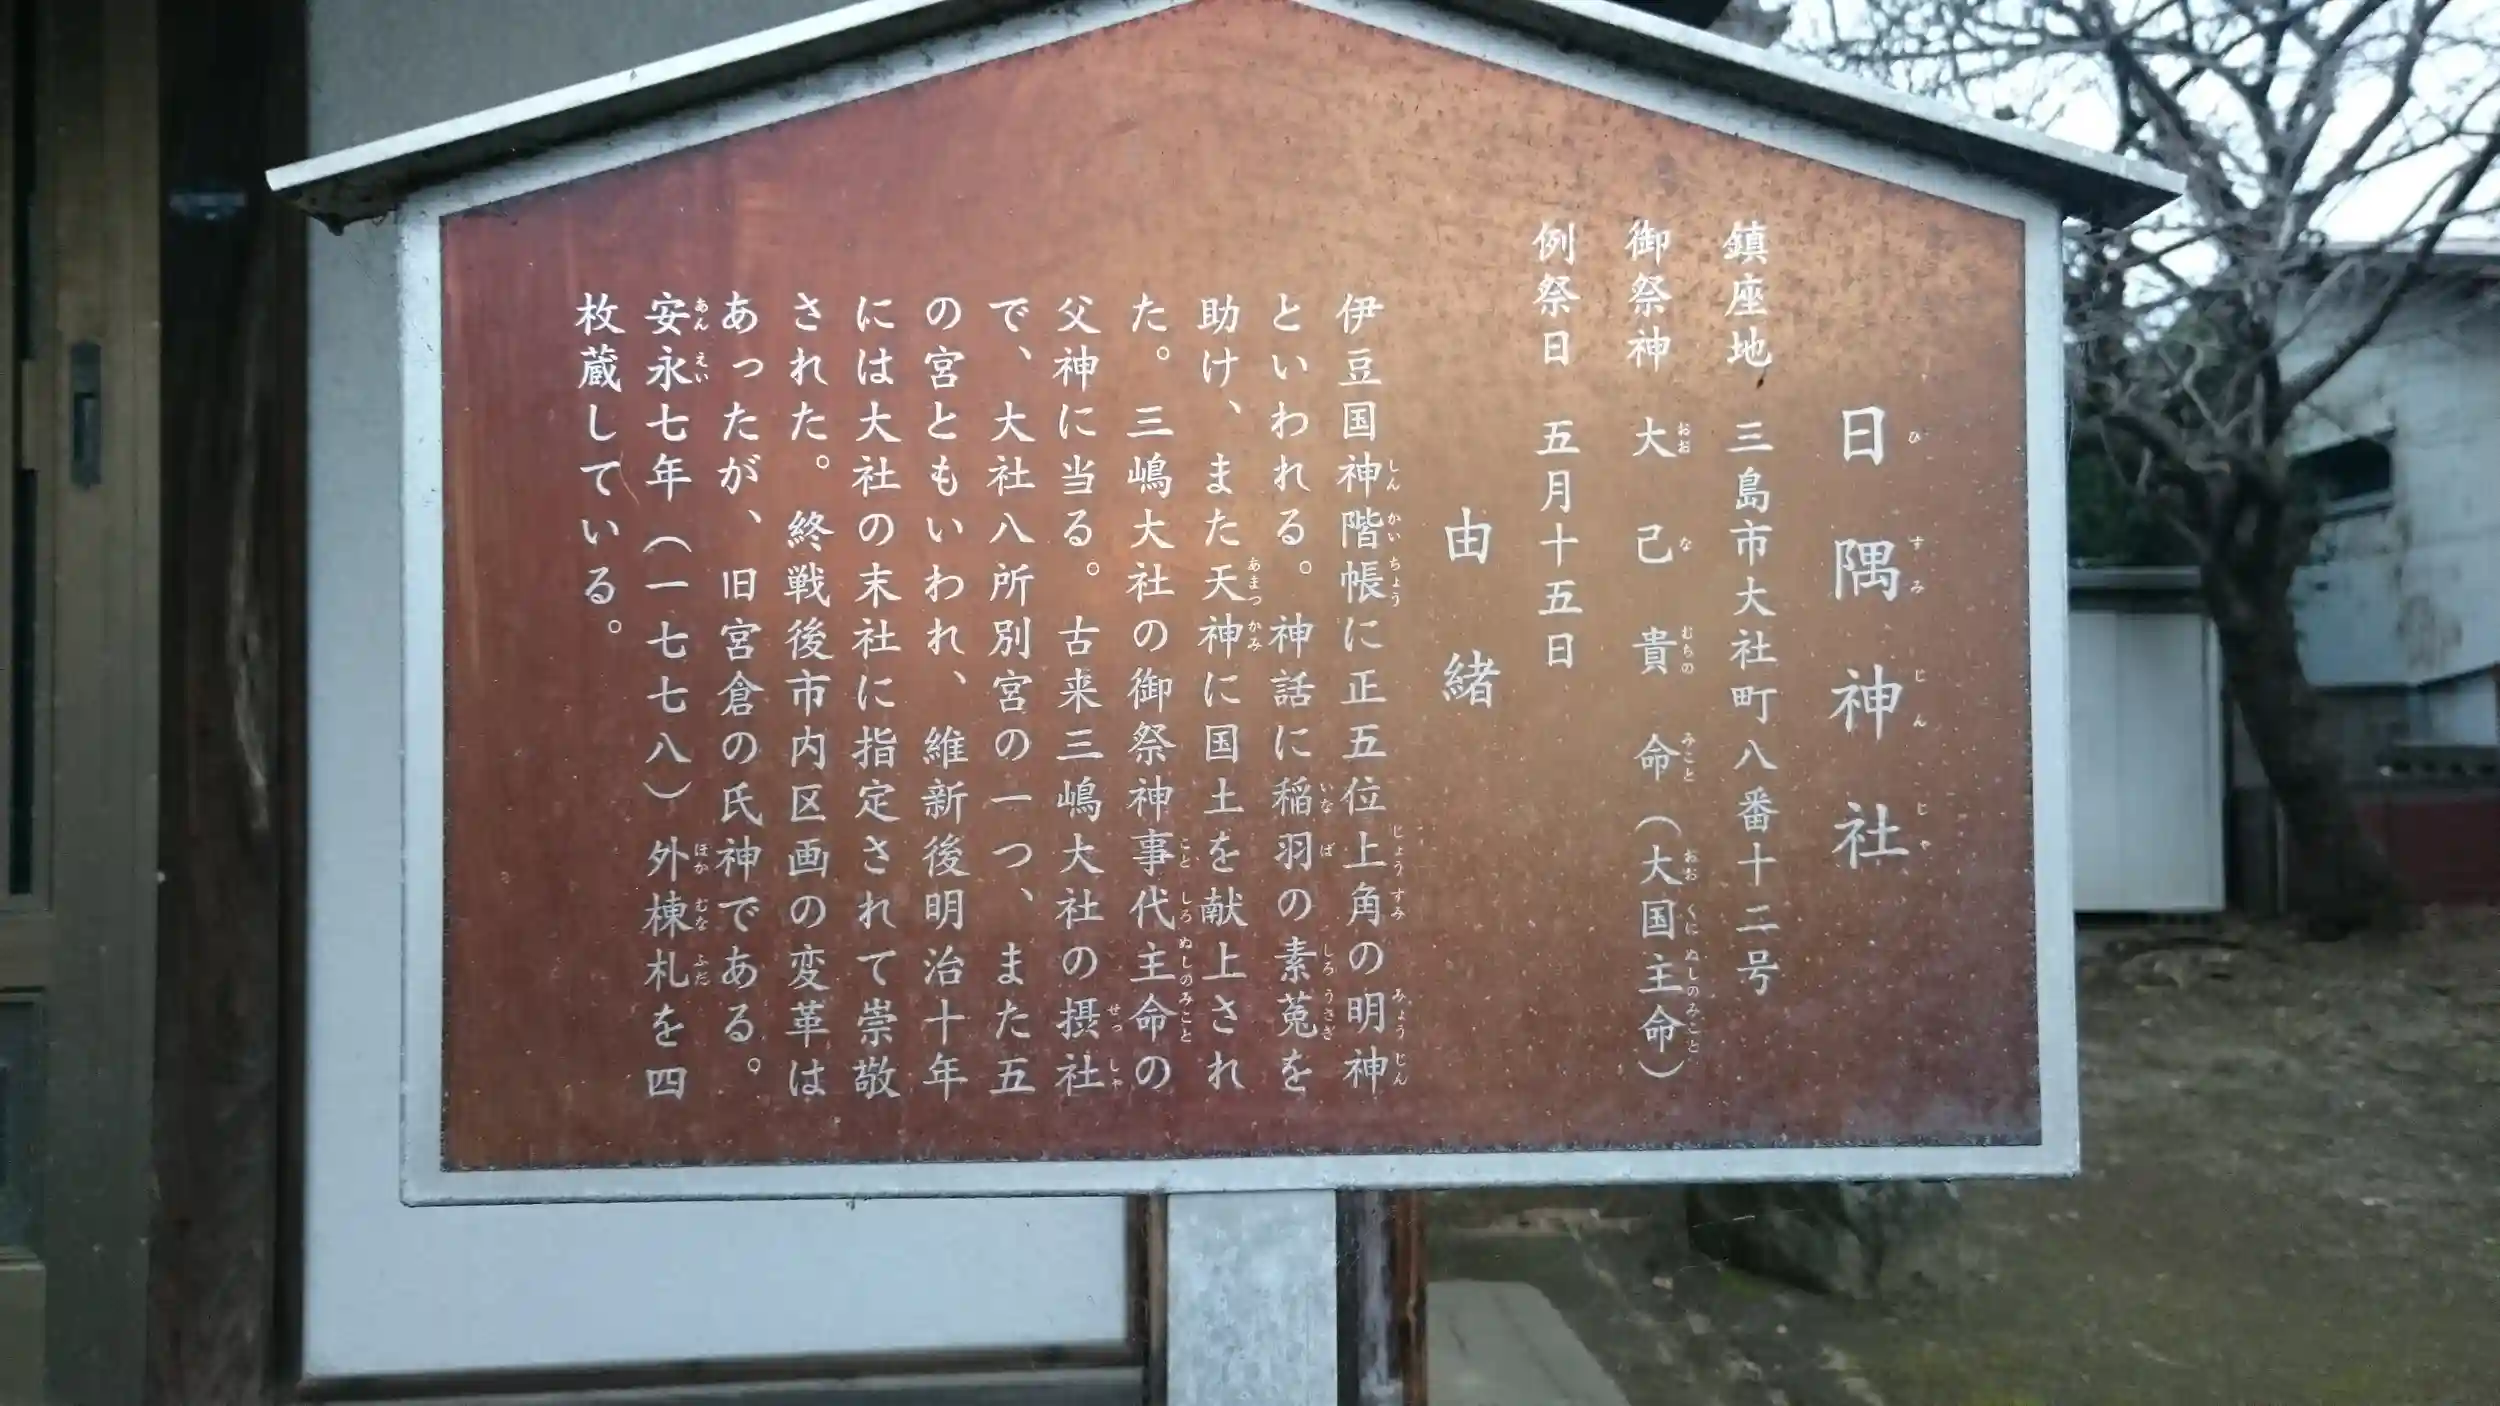 日隅神社
鎮座地 三島市大社町八番十二号
御祭神 大己貴命（大国主命）
例祭日 五月十五日
由緒
伊豆国神階帳に正五位上角の明神
といわれる。神話に稲羽の素菟を
助け、また天神に国土を献上され
た。三嶋大社の御祭神事代主命の
父神に当る。古来三嶋大社の摂社
で、大社八所別宮の一つ、また五
の宮ともいわれ、維新後明治十年
には大社の末社に指定されて崇敬
された。終戦後市内区画の変革は
あったが、旧宮倉の氏神である。
安永七年（一七七八）外棟札を四
枚蔵している。